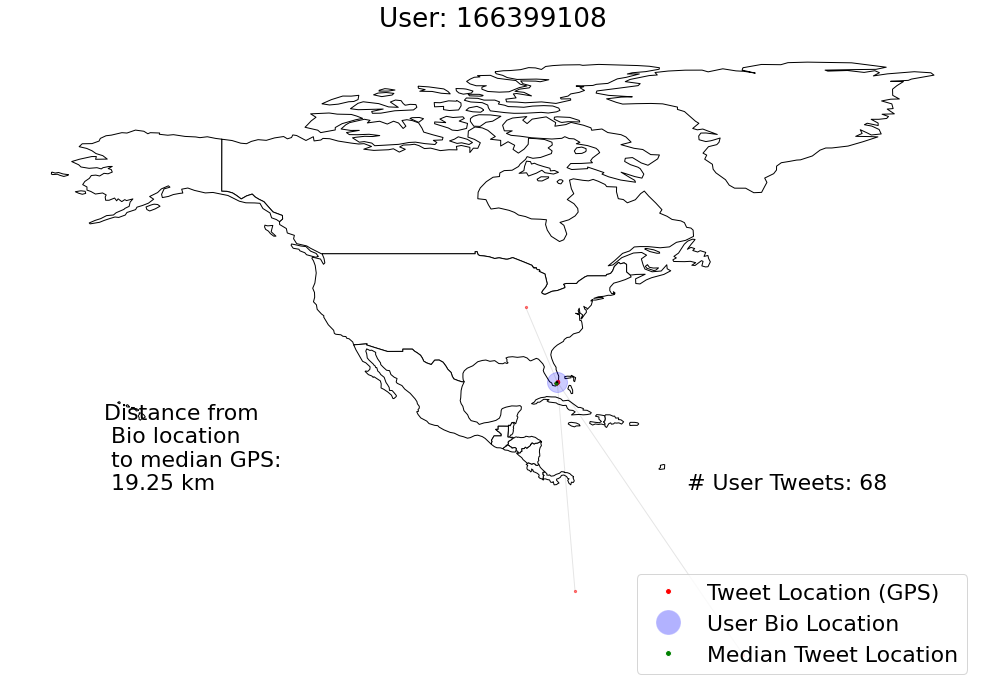 User: 166399108
Distance from
Bio location
to median GPS:
19.25 km
# User Tweets: 68
Tweet Location (GPS)
User Bio Location
Median Tweet Location